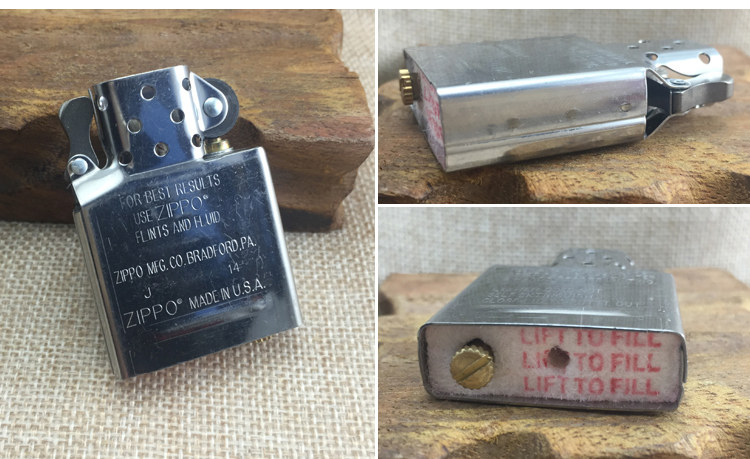 FOR BEST RESULTS
USE ZIPPO®
FLINTS AND FLUID
ZIPPO MFG.CO.BRADFORD,PA.
J 14
ZIPPO® MADE IN U.S.A.
LIFT TO FILL
LIFT TO FILL
LIFT TO FILL